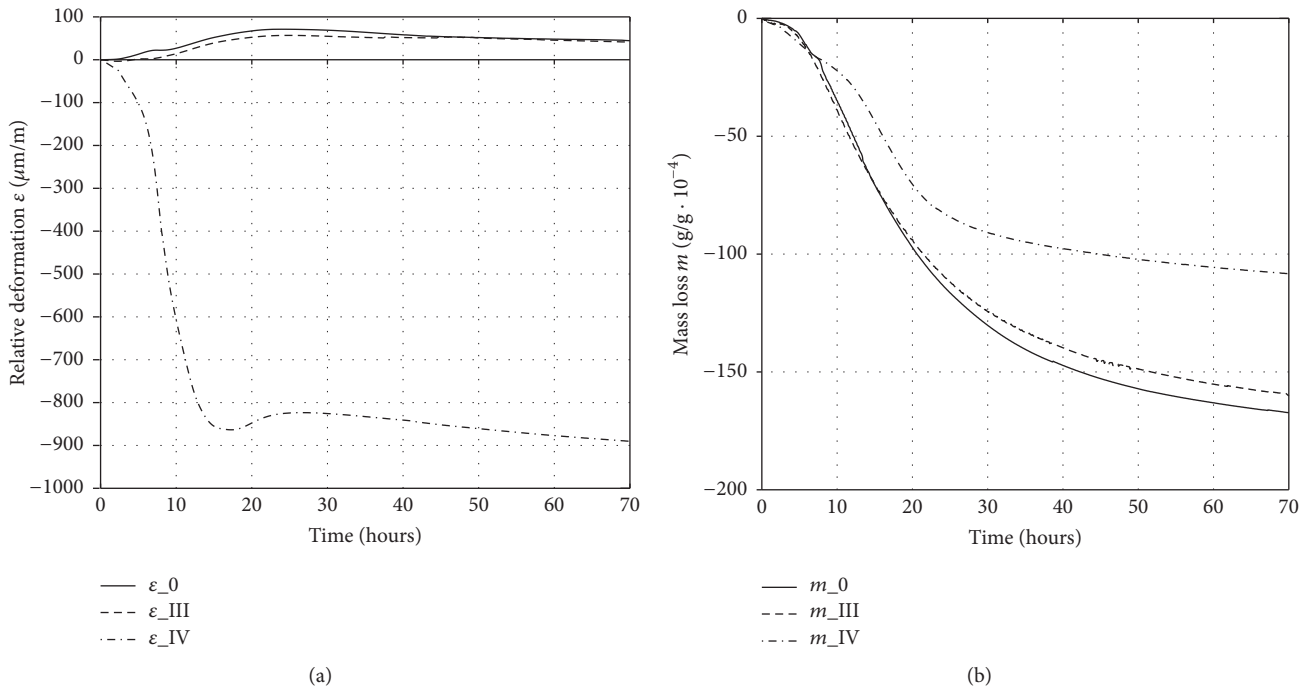 Relative deformation ε (μm/m)
100
0
−100
−200
−300
−400
−500
−600
−700
−800
−900
−1000
0 10 20 30 40 50 60 70
Time (hours)
ε_0
ε_III
ε_IV
(a)
Mass loss m (g/g · 10⁻⁴)
0
−50
−100
−150
−200
0 10 20 30 40 50 60 70
Time (hours)
m_0
m_III
m_IV
(b)